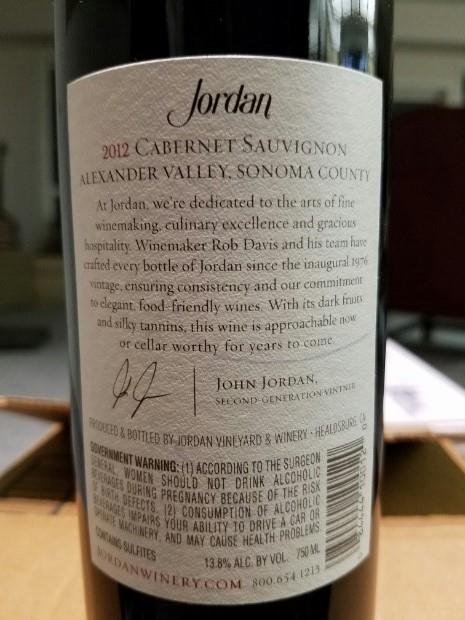 Jordan
2012 CABERNET SAUVIGNON
ALEXANDER VALLEY, SONOMA COUNTY
At Jordan, we're dedicated to the arts of fine
winemaking, culinary excellence and gracious
hospitality. Winemaker Rob Davis and his team have
crafted every bottle of Jordan since the inaugural 1976
vintage, ensuring consistency and our commitment
to elegant, food-friendly wines. With its dark fruits
and silky tannins, this wine is approachable now
or cellar worthy for years to come.
JOHN JORDAN,
SECOND-GENERATION VINTNER
PRODUCED & BOTTLED BY JORDAN VINEYARD & WINERY · HEALDSBURG, CA
GOVERNMENT WARNING: (1) ACCORDING TO THE SURGEON
GENERAL, WOMEN SHOULD NOT DRINK ALCOHOLIC
BEVERAGES DURING PREGNANCY BECAUSE OF THE RISK
OF BIRTH DEFECTS. (2) CONSUMPTION OF ALCOHOLIC
BEVERAGES IMPAIRS YOUR ABILITY TO DRIVE A CAR OR
OPERATE MACHINERY, AND MAY CAUSE HEALTH PROBLEMS.
CONTAINS SULFITES
13.8% ALC. BY VOL. 750 ML
JORDANWINERY.COM 800.654.1213